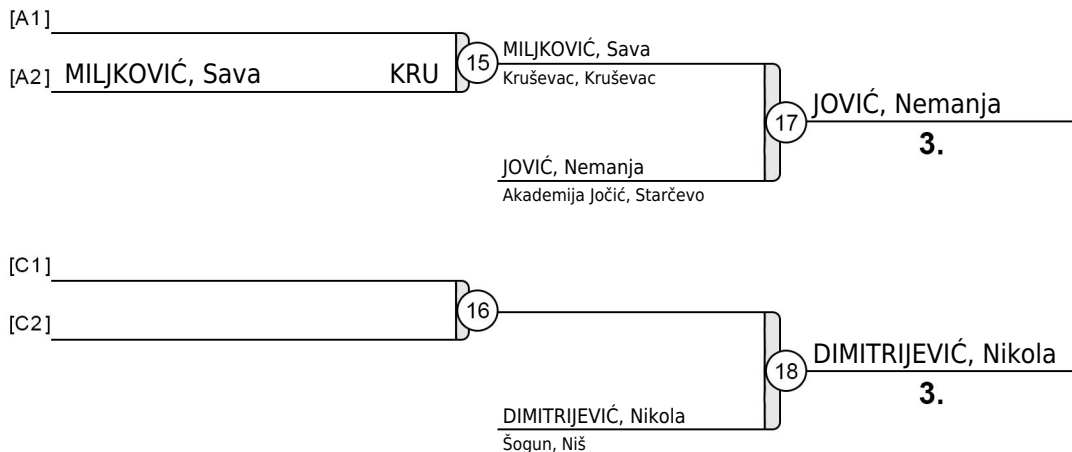 [A1]
[A2] MILJKOVIĆ, Sava KRU
15
MILJKOVIĆ, Sava
Kruševac, Kruševac
JOVIĆ, Nemanja
Akademija Jočić, Starčevo
17
JOVIĆ, Nemanja
3.
[C1]
[C2]
16
DIMITRIJEVIĆ, Nikola
Šogun, Niš
18
DIMITRIJEVIĆ, Nikola
3.